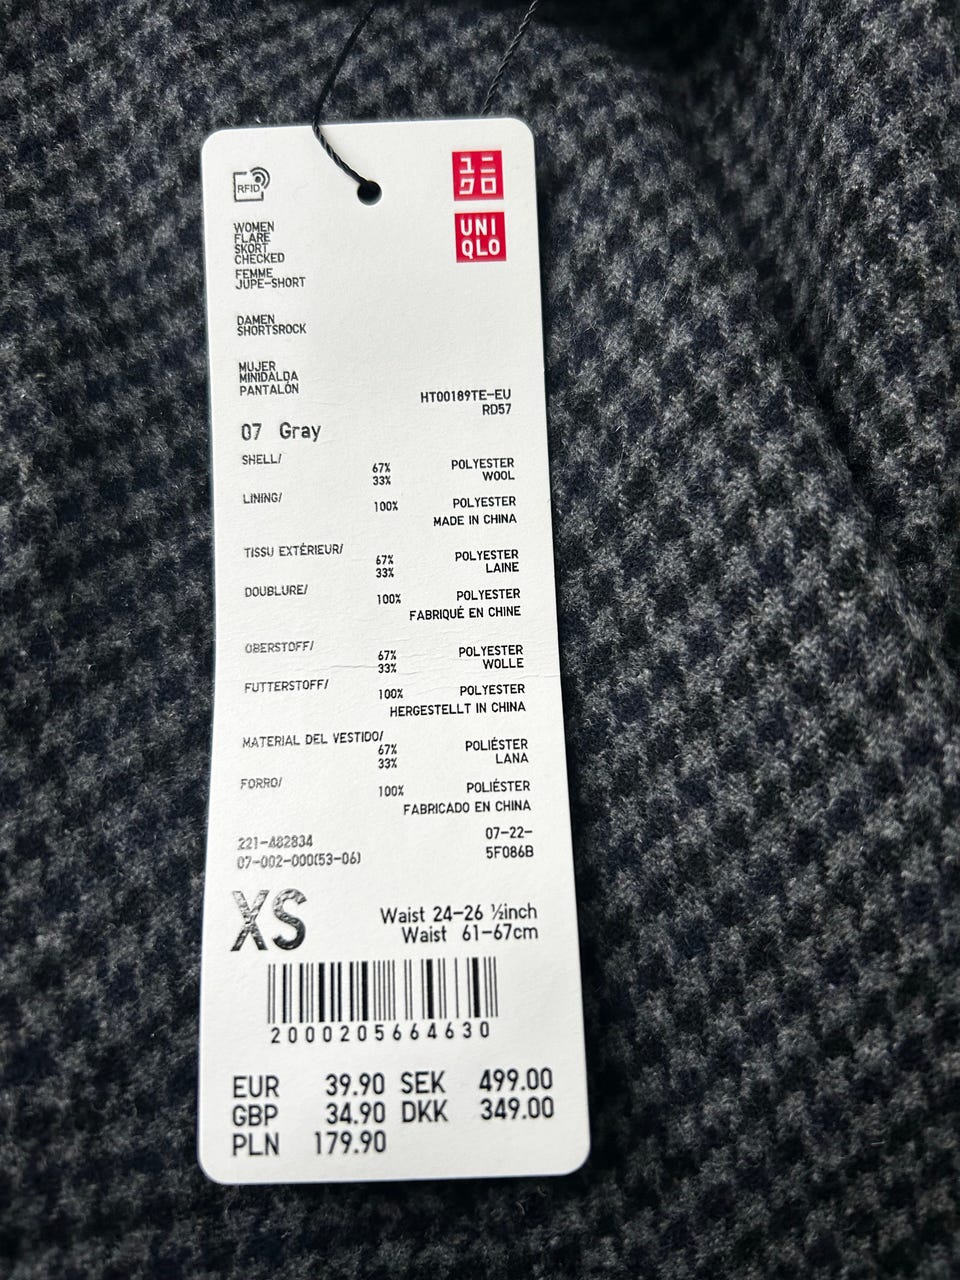 RFID
ユニ
クロ
UNI
QLO
WOMEN
FLARE
SKORT
CHECKED
FEMME
JUPE-SHORT
DAMEN
SHORTSROCK
MUJER
MINIDALDA
PANTALÓN
HT00189TE-EU
RD57
07 Gray
SHELL/
67% POLYESTER
33% WOOL
LINING/
100% POLYESTER
MADE IN CHINA
TISSU EXTÉRIEUR/
67% POLYESTER
33% LAINE
DOUBLURE/
100% POLYESTER
FABRIQUÉ EN CHINE
OBERSTOFF/
67% POLYESTER
33% WOLLE
FUTTERSTOFF/
100% POLYESTER
HERGESTELLT IN CHINA
MATERIAL DEL VESTIDO/
67% POLIÉSTER
33% LANA
FORRO/
100% POLIÉSTER
FABRICADO EN CHINA
221-482834 07-22-
07-002-000(53-06) 5F086B
XS
Waist 24-26 ½inch
Waist 61-67cm
2000205664630
EUR 39.90 SEK 499.00
GBP 34.90 DKK 349.00
PLN 179.90